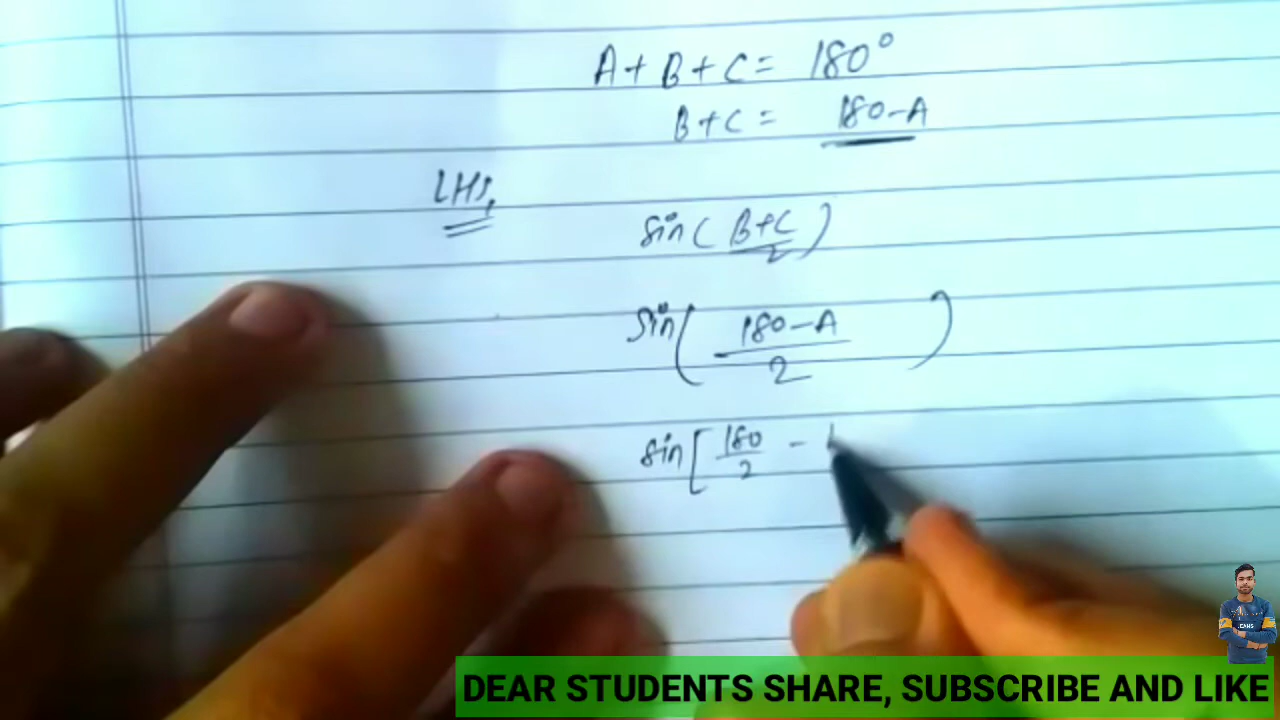 A+B+C= 180°
B+C= 180-A
LHS,
sin(B+C/2)
sin(180-A/2)
sin[180/2 -
DEAR STUDENTS SHARE, SUBSCRIBE AND LIKE